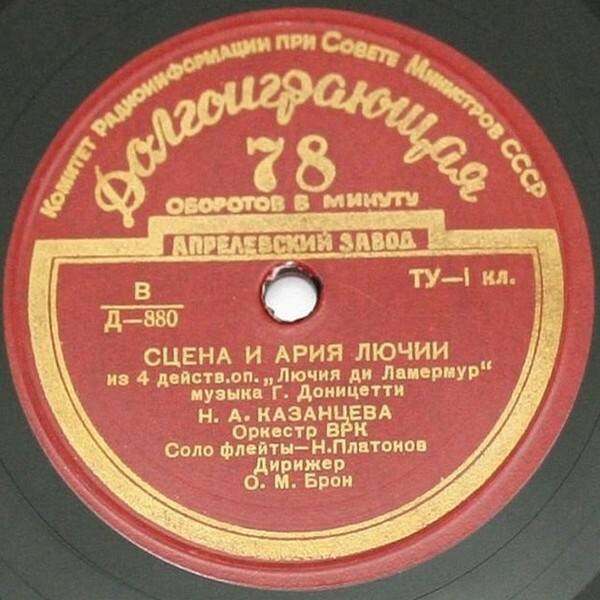 Комитет Радиоинформации при Совете Министров СССР
Долгоиграющая
78
ОБОРОТОВ В МИНУТУ
АПРЕЛЕВСКИЙ ЗАВОД
В
Д—880
ТУ—I кл.
СЦЕНА И АРИЯ ЛЮЧИИ
из 4 действ.оп. „Лючия ди Ламермур"
музыка Г. Доницетти
Н. А. КАЗАНЦЕВА
Оркестр ВРК
Соло флейты—Н.Платонов
Дирижер
О. М. Брон